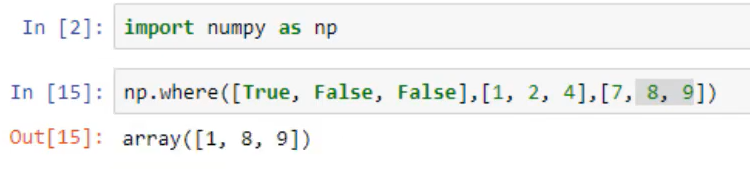 In [2]: import numpy as np
In [15]: np.where([True, False, False],[1, 2, 4],[7, 8, 9])
Out[15]: array([1, 8, 9])